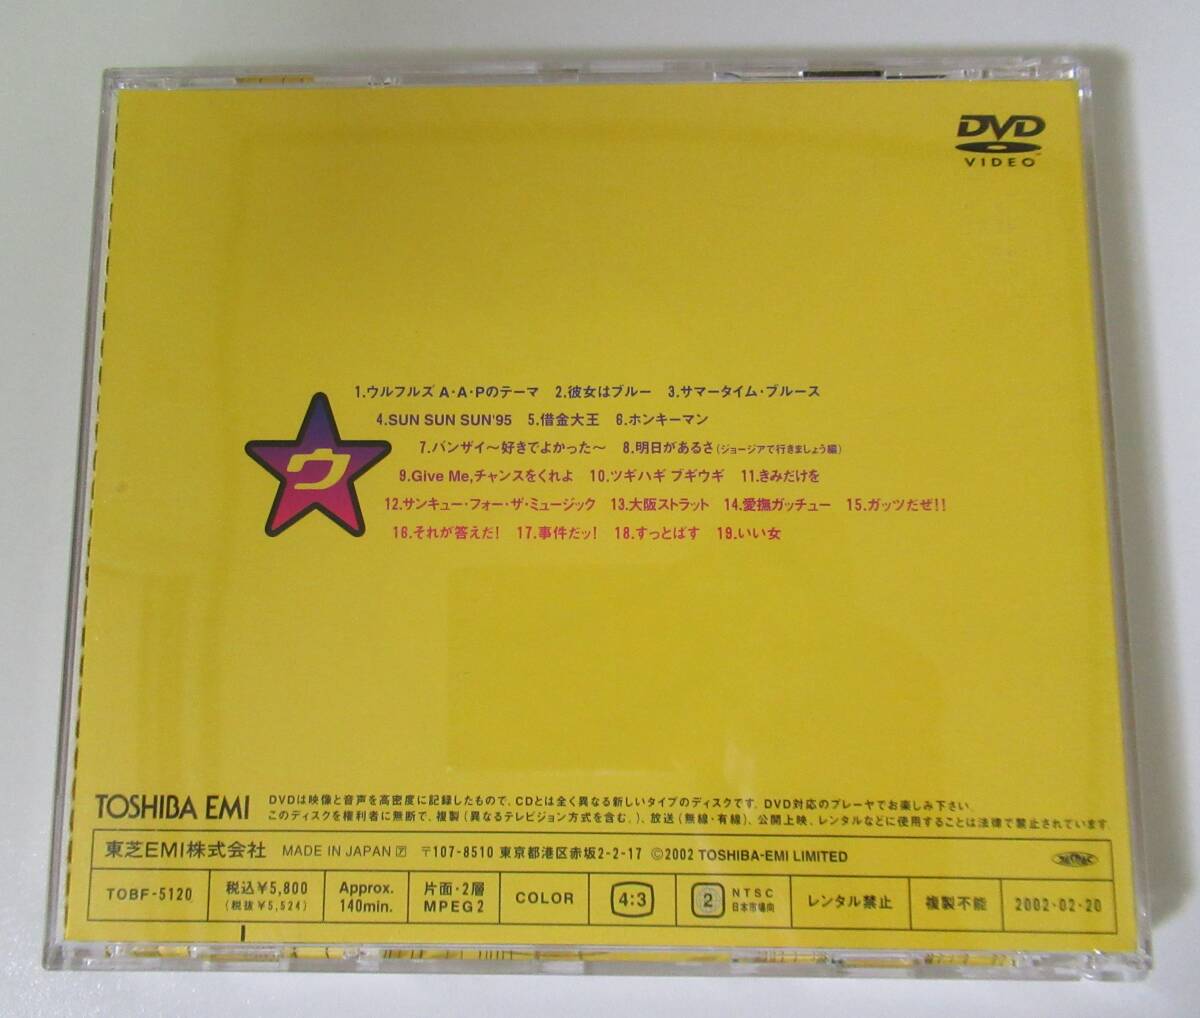 DVD
VIDEO
1.ウルフルズ A・A・Pのテーマ 2.彼女はブルー 3.サマータイム・ブルース
4.SUN SUN SUN'95 5.借金大王 6.ホンキーマン
7.バンザイ〜好きでよかった〜 8.明日があるさ(ジョージアで行きましょう編)
9.Give Me,チャンスをくれよ 10.ツギハギ ブギウギ 11.きみだけを
12.サンキュー・フォー・ザ・ミュージック 13.大阪ストラット 14.愛撫ガッチュー 15.ガッツだぜ!!
16.それが答えだ! 17.事件だッ! 18.すっとばす 19.いい女
ウ
TOSHIBA EMI
DVDは映像と音声を高密度に記録したもので、CDとは全く異なる新しいタイプのディスクです。DVD対応のプレーヤでお楽しみ下さい。
このディスクを権利者に無断で、複製(異なるテレビジョン方式を含む。)、放送(無線・有線)、公開上映、レンタルなどに使用することは法律で禁止されています。
東芝EMI株式会社 MADE IN JAPAN ア 〒107-8510 東京都港区赤坂2-2-17 ©2002 TOSHIBA-EMI LIMITED
TOBF-5120 税込¥5,800 (税抜¥5,524) Approx. 140min. 片面・2層 MPEG2 COLOR 4:3 2 NTSC 日本市場向 レンタル禁止 複製不能 2002・02・20